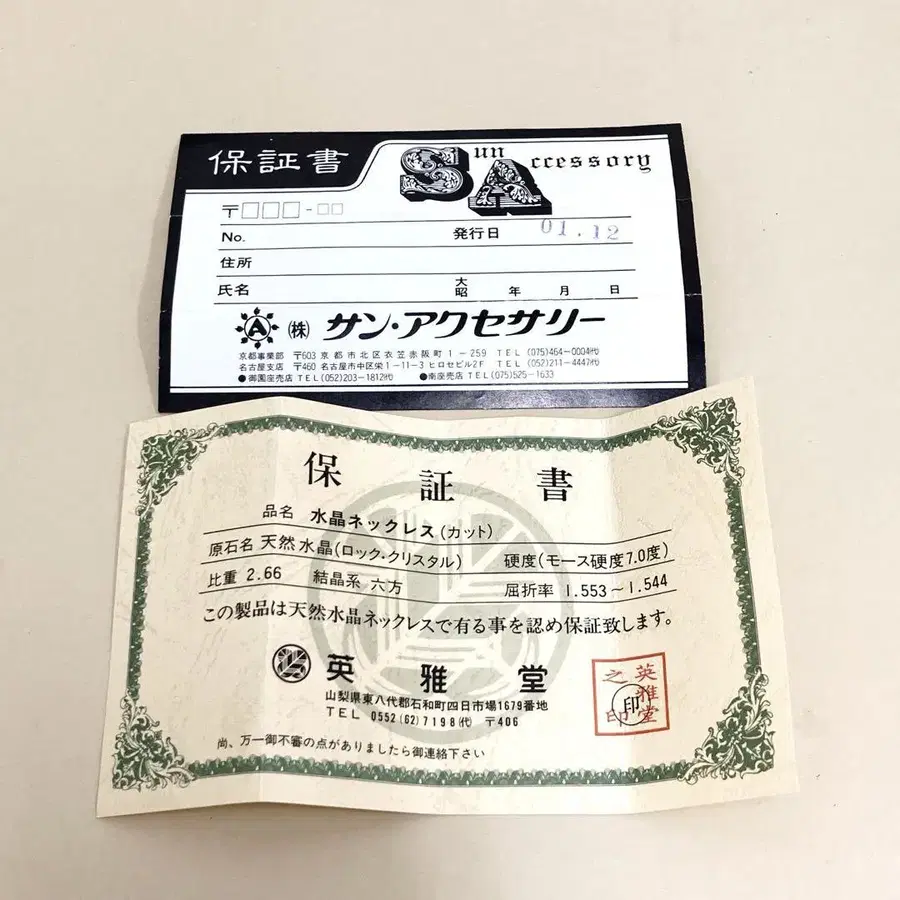 保証書
Sun Accessory
〒□□□-□□
No. 発行日 01.12
住所
氏名 大昭 年 月 日
Ⓐ (株) サン・アクセサリー
京都事業部 〒603 京都市北区衣笠赤阪町1-259 TEL (075)464-0004(代)
名古屋支店 〒460 名古屋市中区栄1-11-3 ヒロセビル2F TEL (052)211-4447(代)
●御園座売店 TEL (052)203-1812(代) ●南座売店 TEL (075)525-1633
保証書
品名 水晶ネックレス(カット)
原石名 天然水晶(ロック・クリスタル) 硬度(モース硬度7.0度)
比重 2.66 結晶系 六方 屈折率 1.553~1.544
この製品は天然水晶ネックレスで有る事を認め保証致します。
英雅堂
山梨県東八代郡石和町四日市場1679番地
TEL 0552(62)7198(代) 〒406
英雅堂之印
印
尚、万一御不審の点がありましたら御連絡下さい